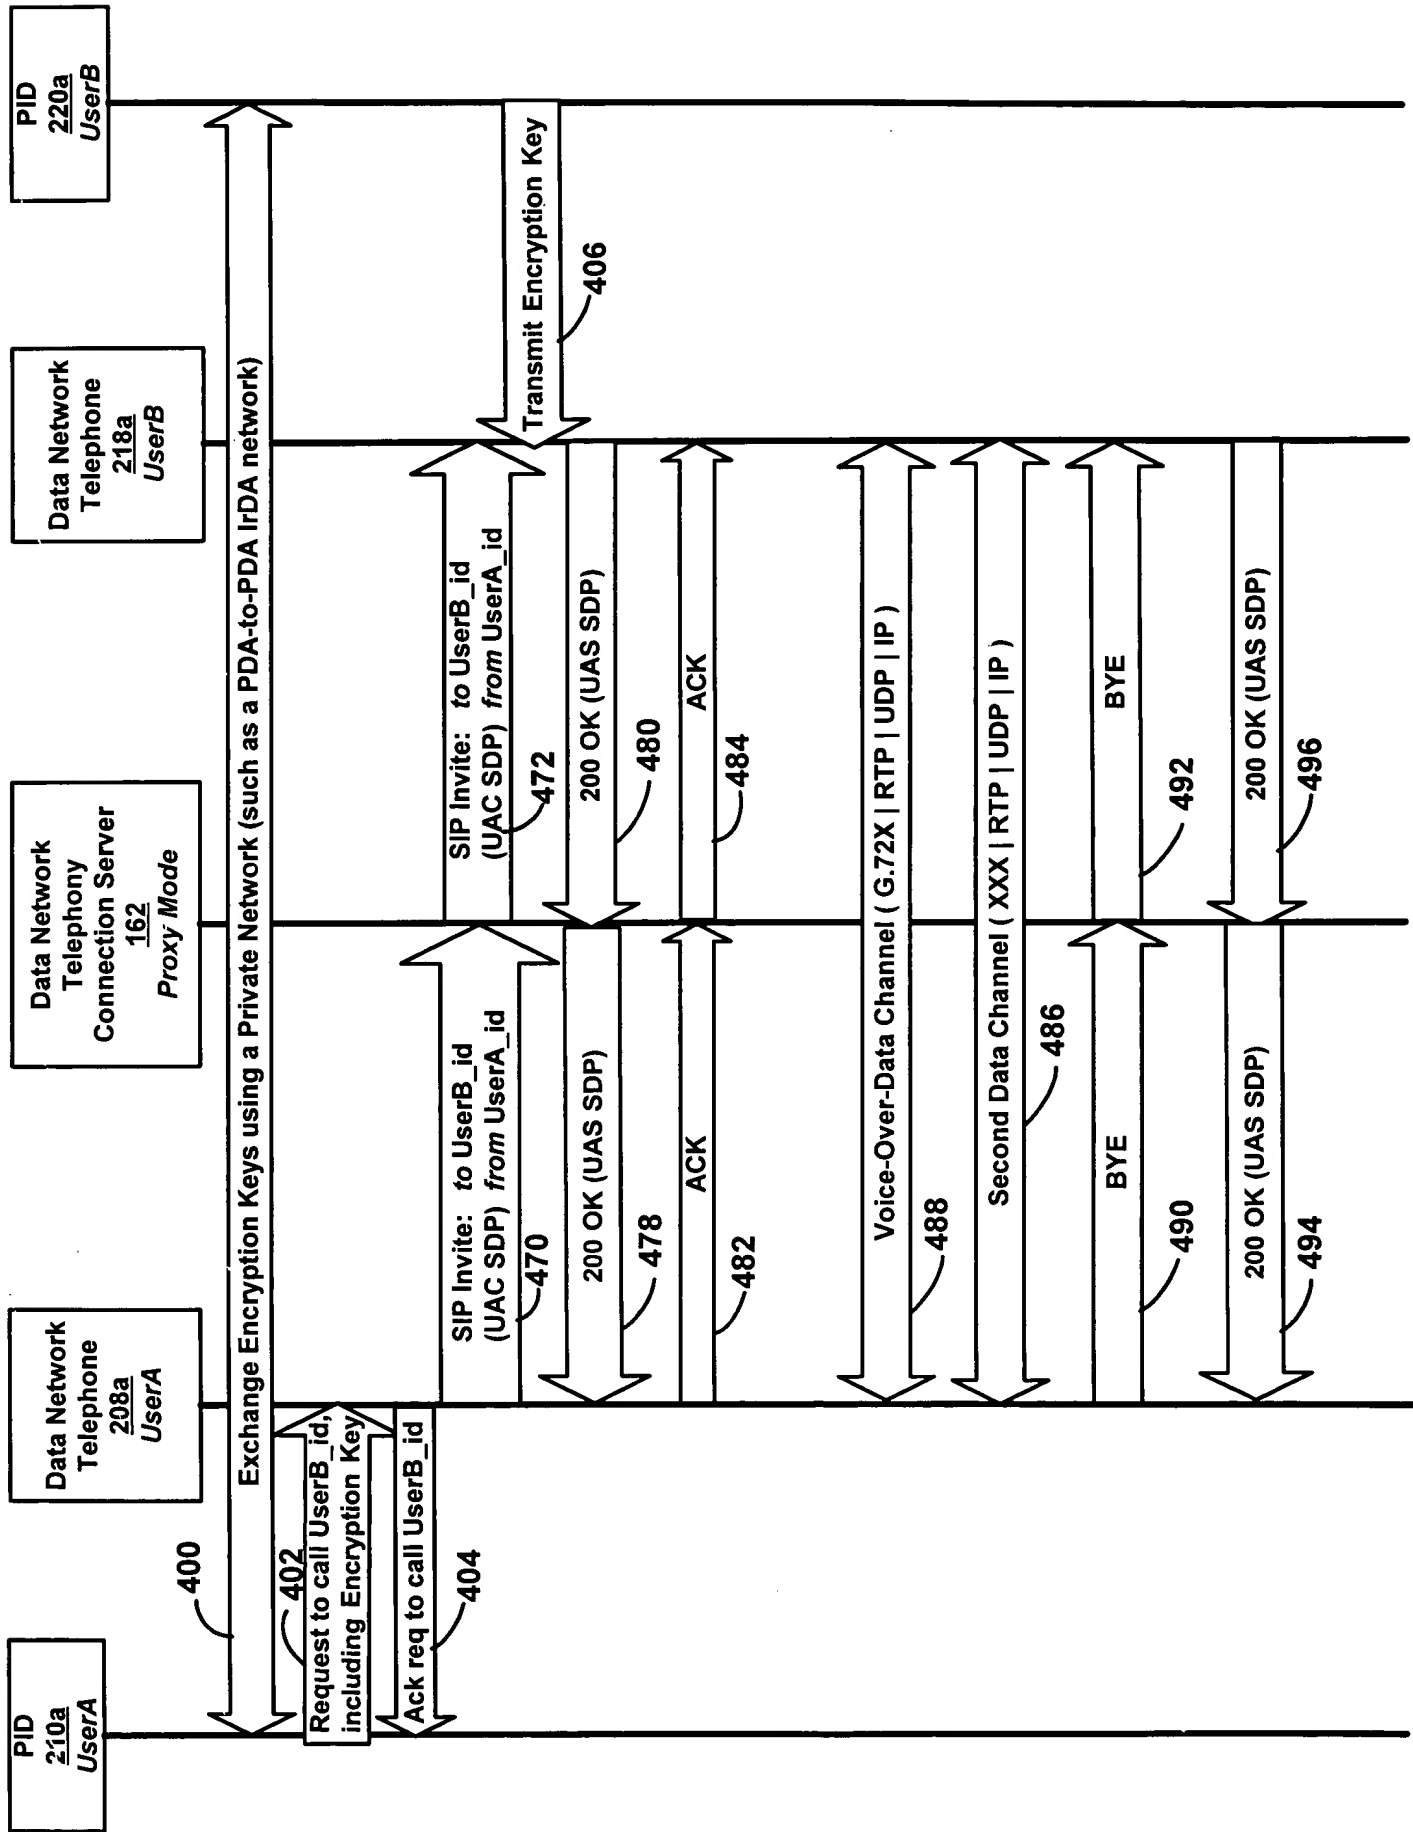 PID
210a
UserA
Data Network
Telephone
208a
UserA
Data Network
Telephony
Connection Server
162
Proxy Mode
Data Network
Telephone
218a
UserB
PID
220a
UserB
400
Exchange Encryption Keys using a Private Network (such as a PDA-to-PDA IrDA network)
402
Request to call UserB_id,
including Encryption Key
Ack req to call UserB_id
404
SIP Invite: to UserB_id
(UAC SDP) from UserA_id
470
SIP Invite: to UserB_id
(UAC SDP) from UserA_id
472
Transmit Encryption Key
406
200 OK (UAS SDP)
478
200 OK (UAS SDP)
480
ACK
482
ACK
484
Voice-Over-Data Channel ( G.72X | RTP | UDP | IP )
488
Second Data Channel ( XXX | RTP | UDP | IP )
486
BYE
490
BYE
492
200 OK (UAS SDP)
494
200 OK (UAS SDP)
496